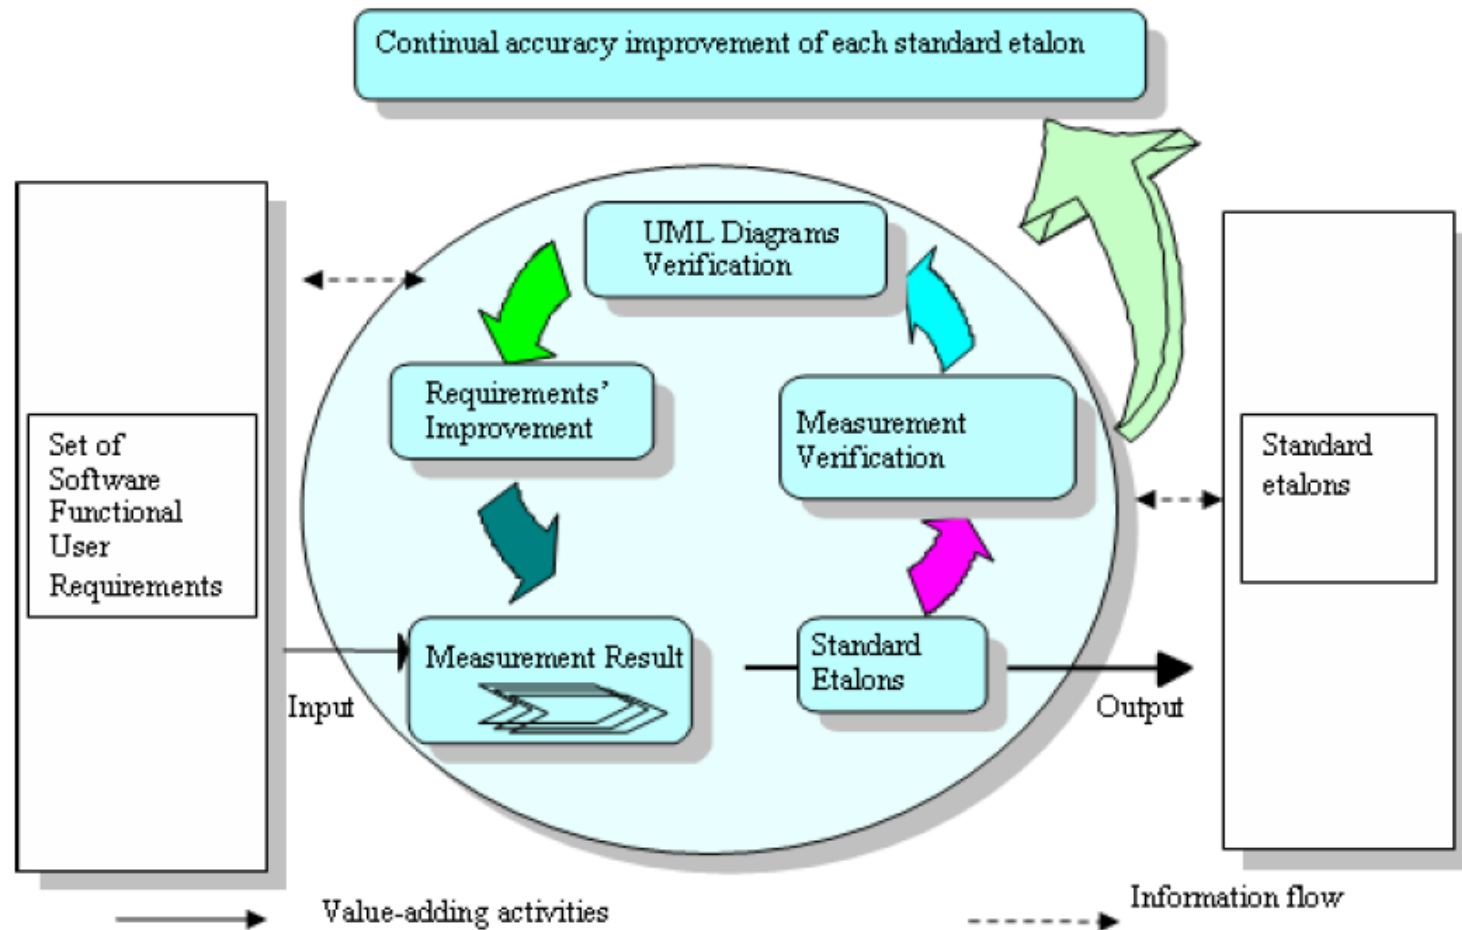 Continual accuracy improvement of each standard etalon
UML Diagrams
Verification
Requirements’
Improvement
Measurement
Verification
Set of
Software
Functional
User
Requirements
Standard
etalons
Measurement Result
Standard
Etalons
Input
Output
Value-adding activities
Information flow